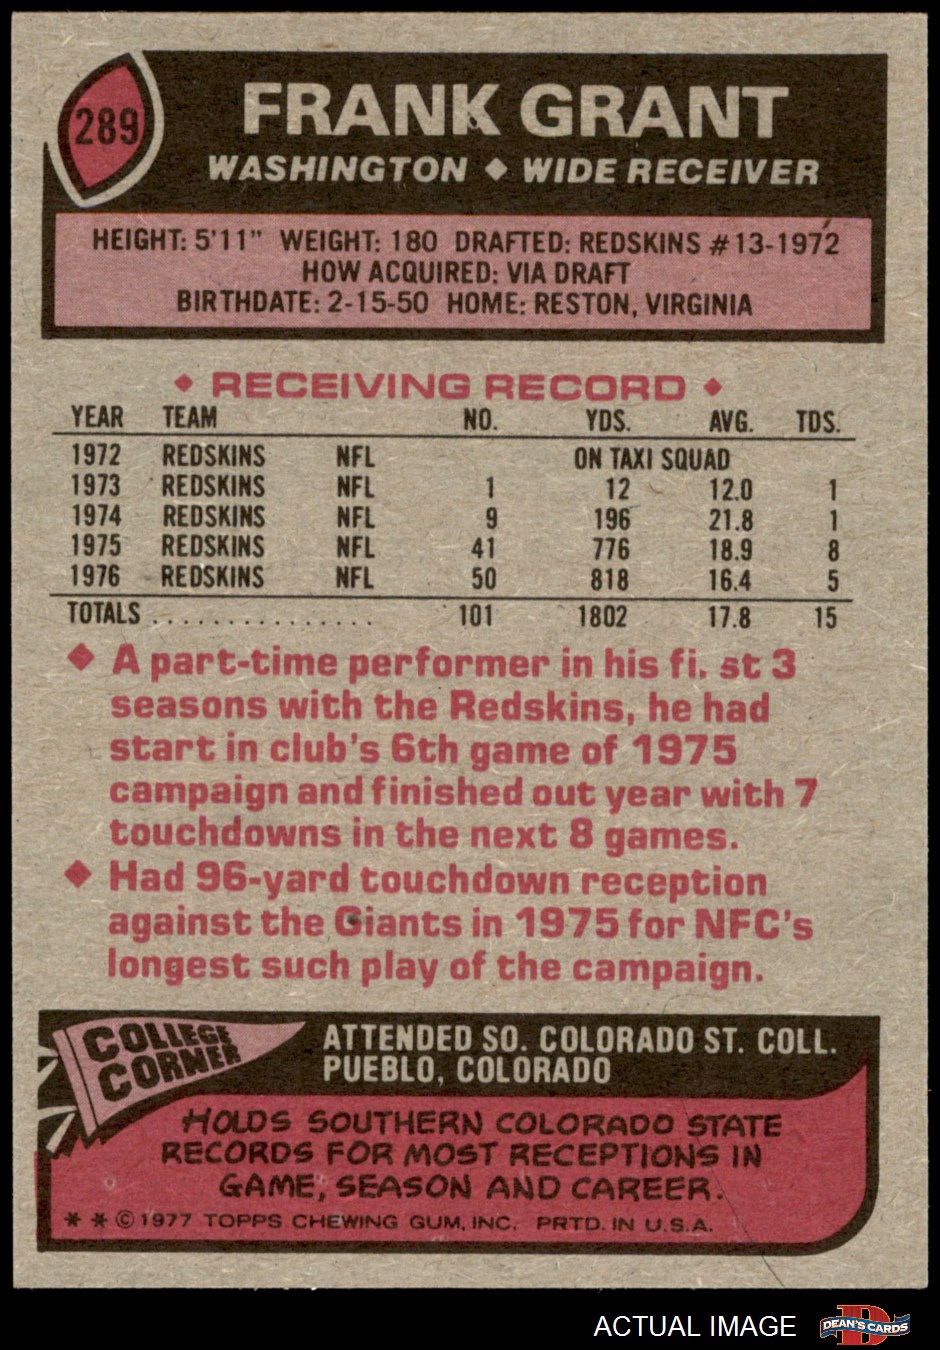 289
FRANK GRANT
WASHINGTON ◆ WIDE RECEIVER
HEIGHT: 5'11" WEIGHT: 180 DRAFTED: REDSKINS #13-1972
HOW ACQUIRED: VIA DRAFT
BIRTHDATE: 2-15-50 HOME: RESTON, VIRGINIA
◆ RECEIVING RECORD ◆
YEAR TEAM NO. YDS. AVG. TDS.
1972 REDSKINS NFL ON TAXI SQUAD
1973 REDSKINS NFL 1 12 12.0 1
1974 REDSKINS NFL 9 196 21.8 1
1975 REDSKINS NFL 41 776 18.9 8
1976 REDSKINS NFL 50 818 16.4 5
TOTALS ............... 101 1802 17.8 15
◆ A part-time performer in his fi. st 3
seasons with the Redskins, he had
start in club's 6th game of 1975
campaign and finished out year with 7
touchdowns in the next 8 games.
◆ Had 96-yard touchdown reception
against the Giants in 1975 for NFC's
longest such play of the campaign.
COLLEGE
CORNER
ATTENDED SO. COLORADO ST. COLL.
PUEBLO, COLORADO
HOLDS SOUTHERN COLORADO STATE
RECORDS FOR MOST RECEPTIONS IN
GAME, SEASON AND CAREER.
* * © 1977 TOPPS CHEWING GUM, INC. PRTD. IN U.S.A.
ACTUAL IMAGE
D
DEAN'S CARDS